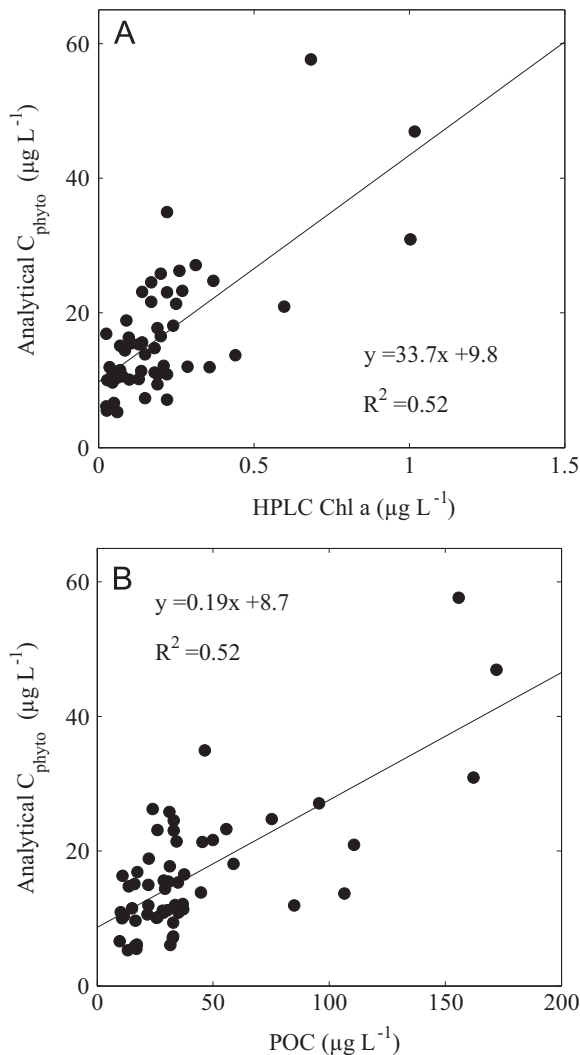 A
60
40
20
0
Analytical C_phyto (µg L⁻¹)
y =33.7x +9.8
R² =0.52
0 0.5 1 1.5
HPLC Chl a (µg L⁻¹)
B
y =0.19x +8.7
R² =0.52
60
40
20
0
Analytical C_phyto (µg L⁻¹)
0 50 100 150 200
POC (µg L⁻¹)